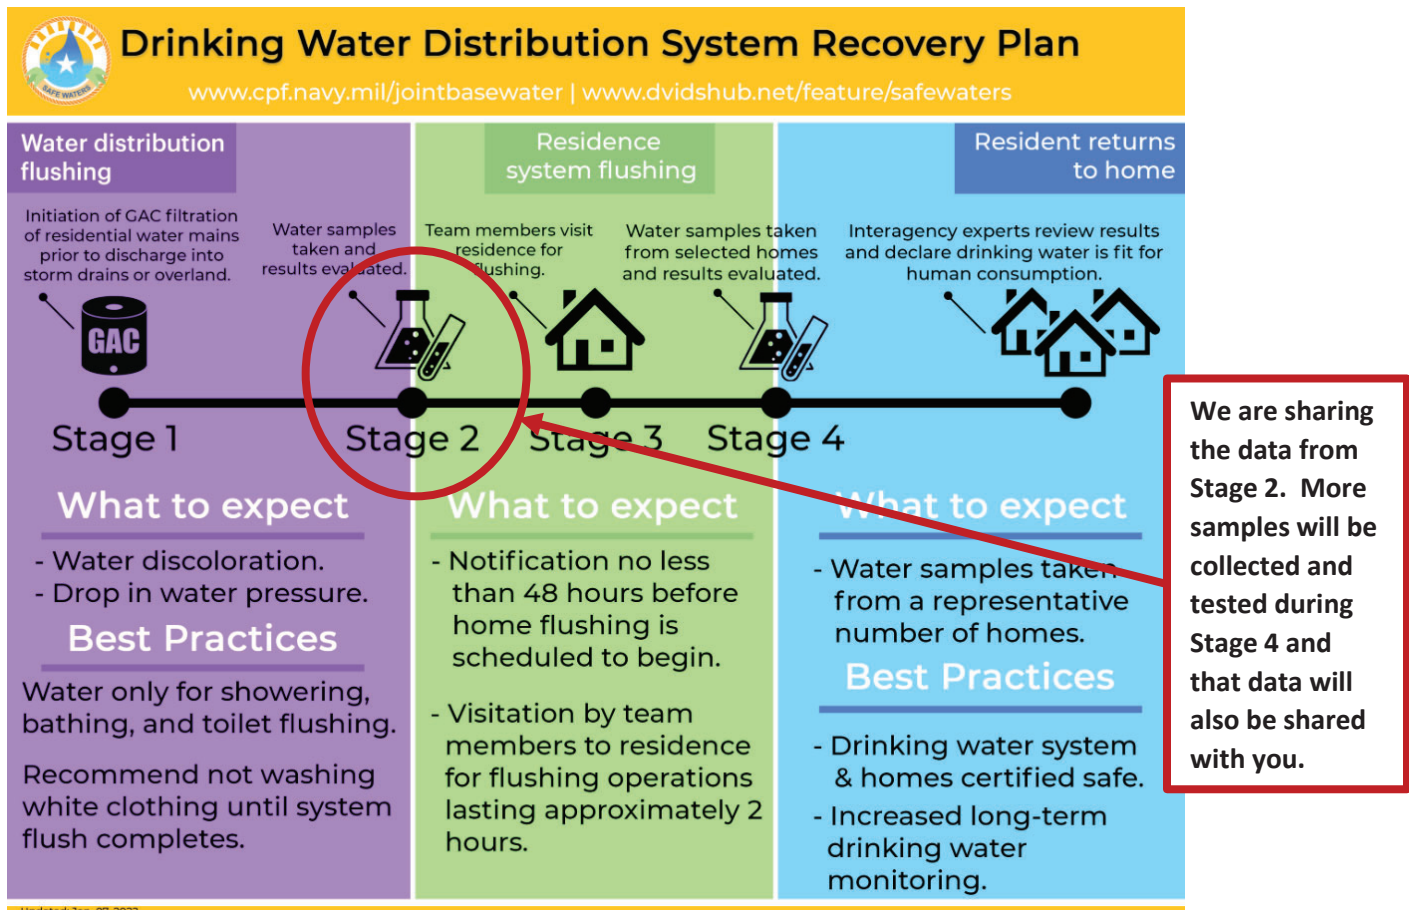 Drinking Water Distribution System Recovery Plan
www.cpf.navy.mil/jointbasewater | www.dvidshub.net/feature/safewaters
SAFE WATERS
Water distribution
flushing
Initiation of GAC filtration
of residential water mains
prior to discharge into
storm drains or overland.
Water samples
taken and
results evaluated.
Residence
system flushing
Team members visit
residence for
flushing.
Water samples taken
from selected homes
and results evaluated.
Resident returns
to home
Interagency experts review results
and declare drinking water is fit for
human consumption.
GAC
Stage 1
Stage 2
Stage 3
Stage 4
What to expect
- Water discoloration.
- Drop in water pressure.
Best Practices
Water only for showering,
bathing, and toilet flushing.
Recommend not washing
white clothing until system
flush completes.
What to expect
- Notification no less
than 48 hours before
home flushing is
scheduled to begin.
- Visitation by team
members to residence
for flushing operations
lasting approximately 2
hours.
What to expect
- Water samples taken
from a representative
number of homes.
Best Practices
- Drinking water system
& homes certified safe.
- Increased long-term
drinking water
monitoring.
We are sharing
the data from
Stage 2. More
samples will be
collected and
tested during
Stage 4 and
that data will
also be shared
with you.